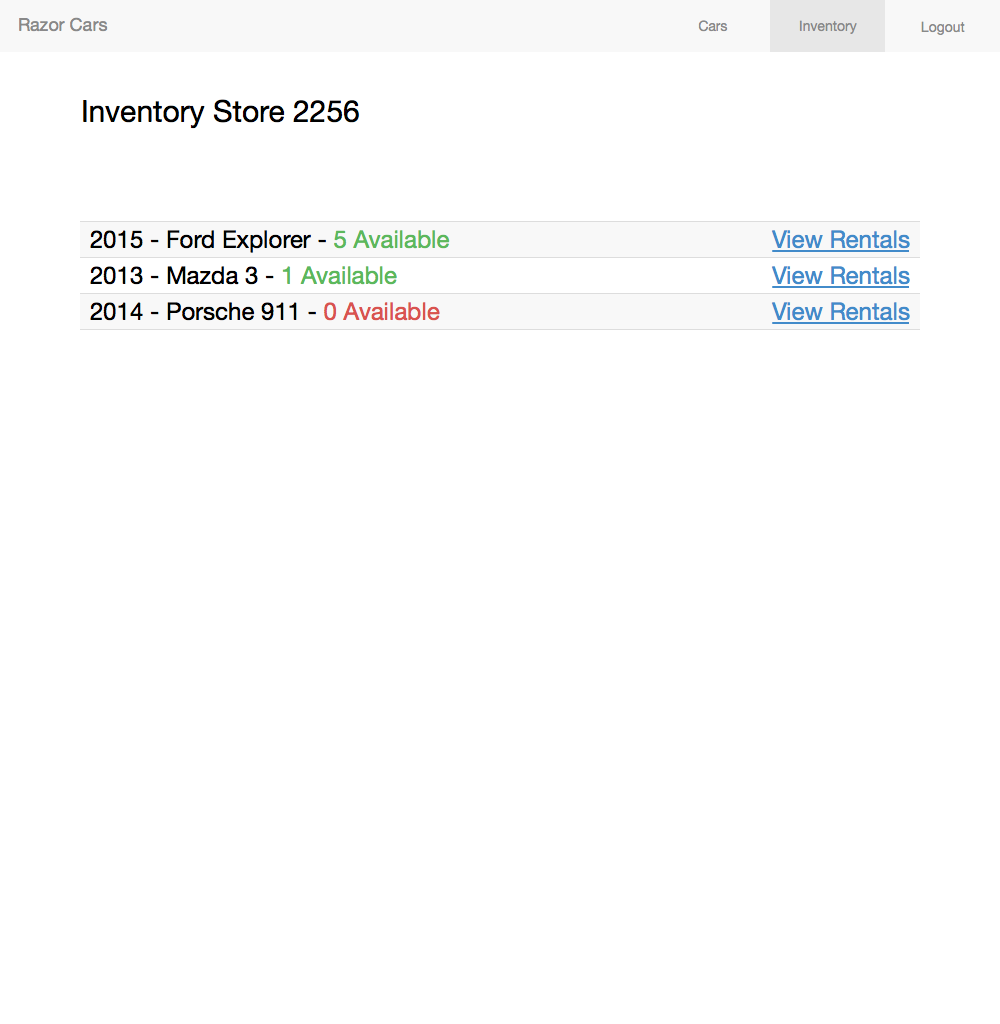 Razor Cars Cars Inventory Logout
Inventory Store 2256
2015 - Ford Explorer - 5 Available View Rentals
2013 - Mazda 3 - 1 Available View Rentals
2014 - Porsche 911 - 0 Available View Rentals